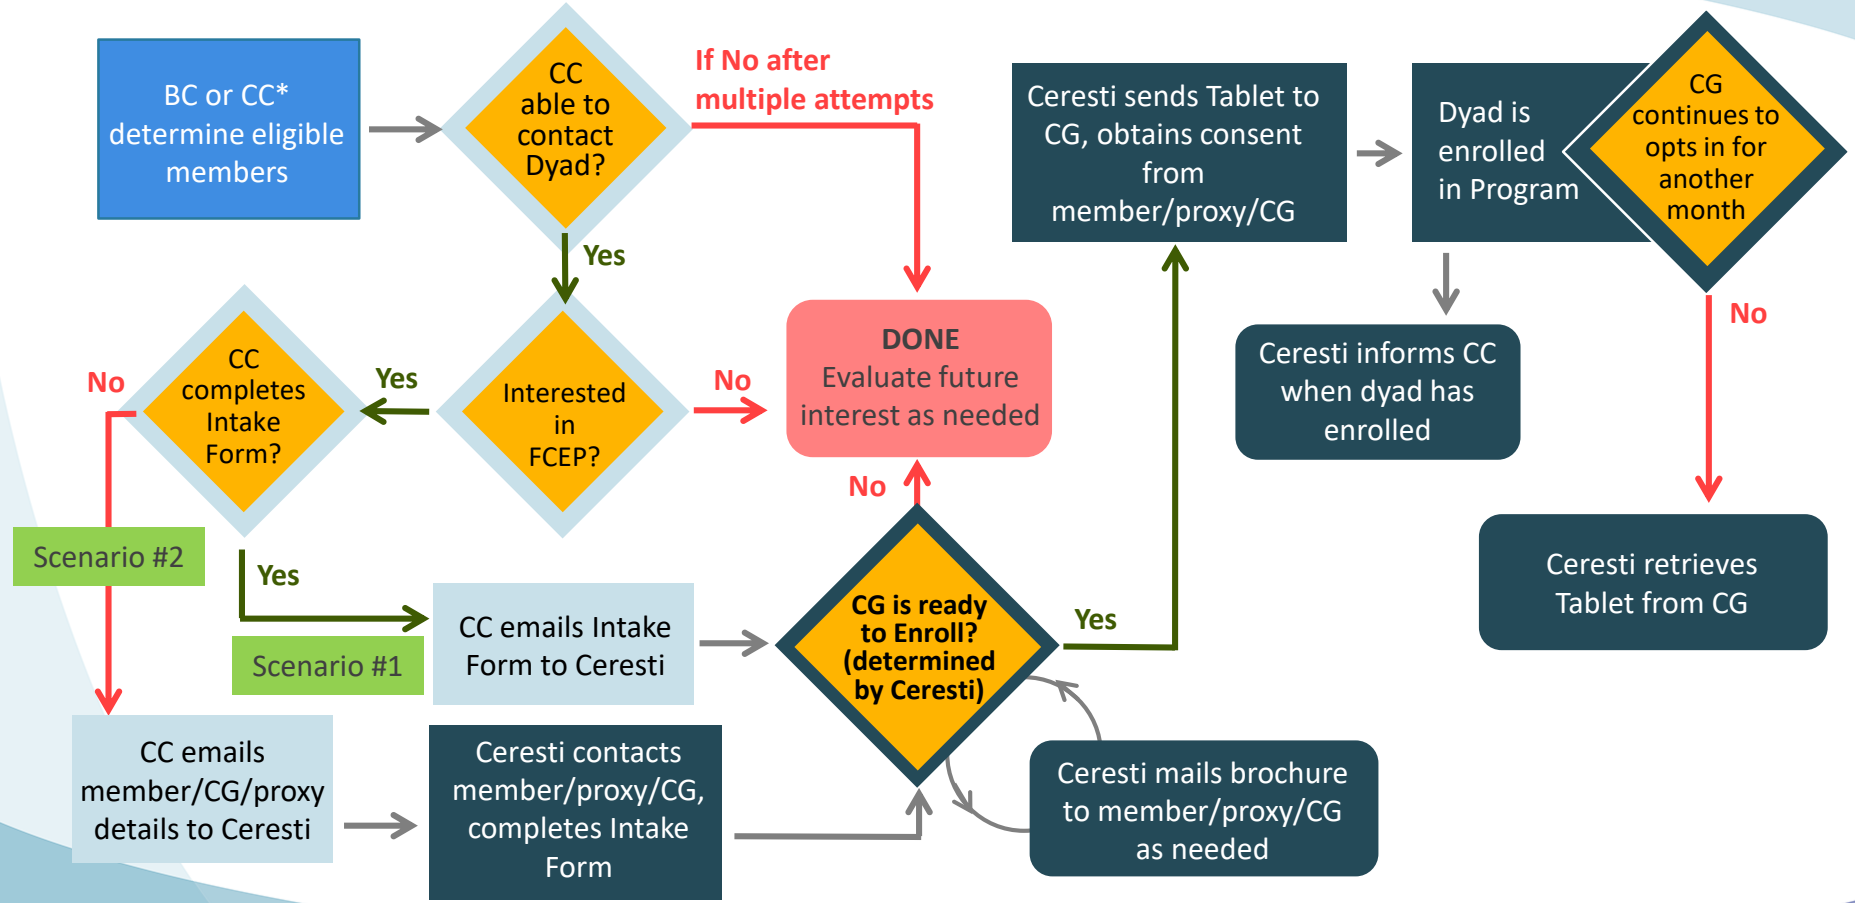 BC or CC*
determine eligible
members
CC
able to
contact
Dyad?
If No after
multiple attempts
Yes
Interested
in
FCEP?
No
Yes
CC
completes
Intake
Form?
No
Scenario #2
Yes
Scenario #1
DONE
Evaluate future
interest as needed
CC emails Intake
Form to Ceresti
CC emails
member/CG/proxy
details to Ceresti
Ceresti contacts
member/proxy/CG,
completes Intake
Form
No
CG is ready
to Enroll?
(determined
by Ceresti)
Yes
Ceresti mails brochure
to member/proxy/CG
as needed
Ceresti sends Tablet to
CG, obtains consent
from
member/proxy/CG
Dyad is
enrolled
in Program
CG
continues to
opts in for
another
month
Ceresti informs CC
when dyad has
enrolled
No
Ceresti retrieves
Tablet from CG